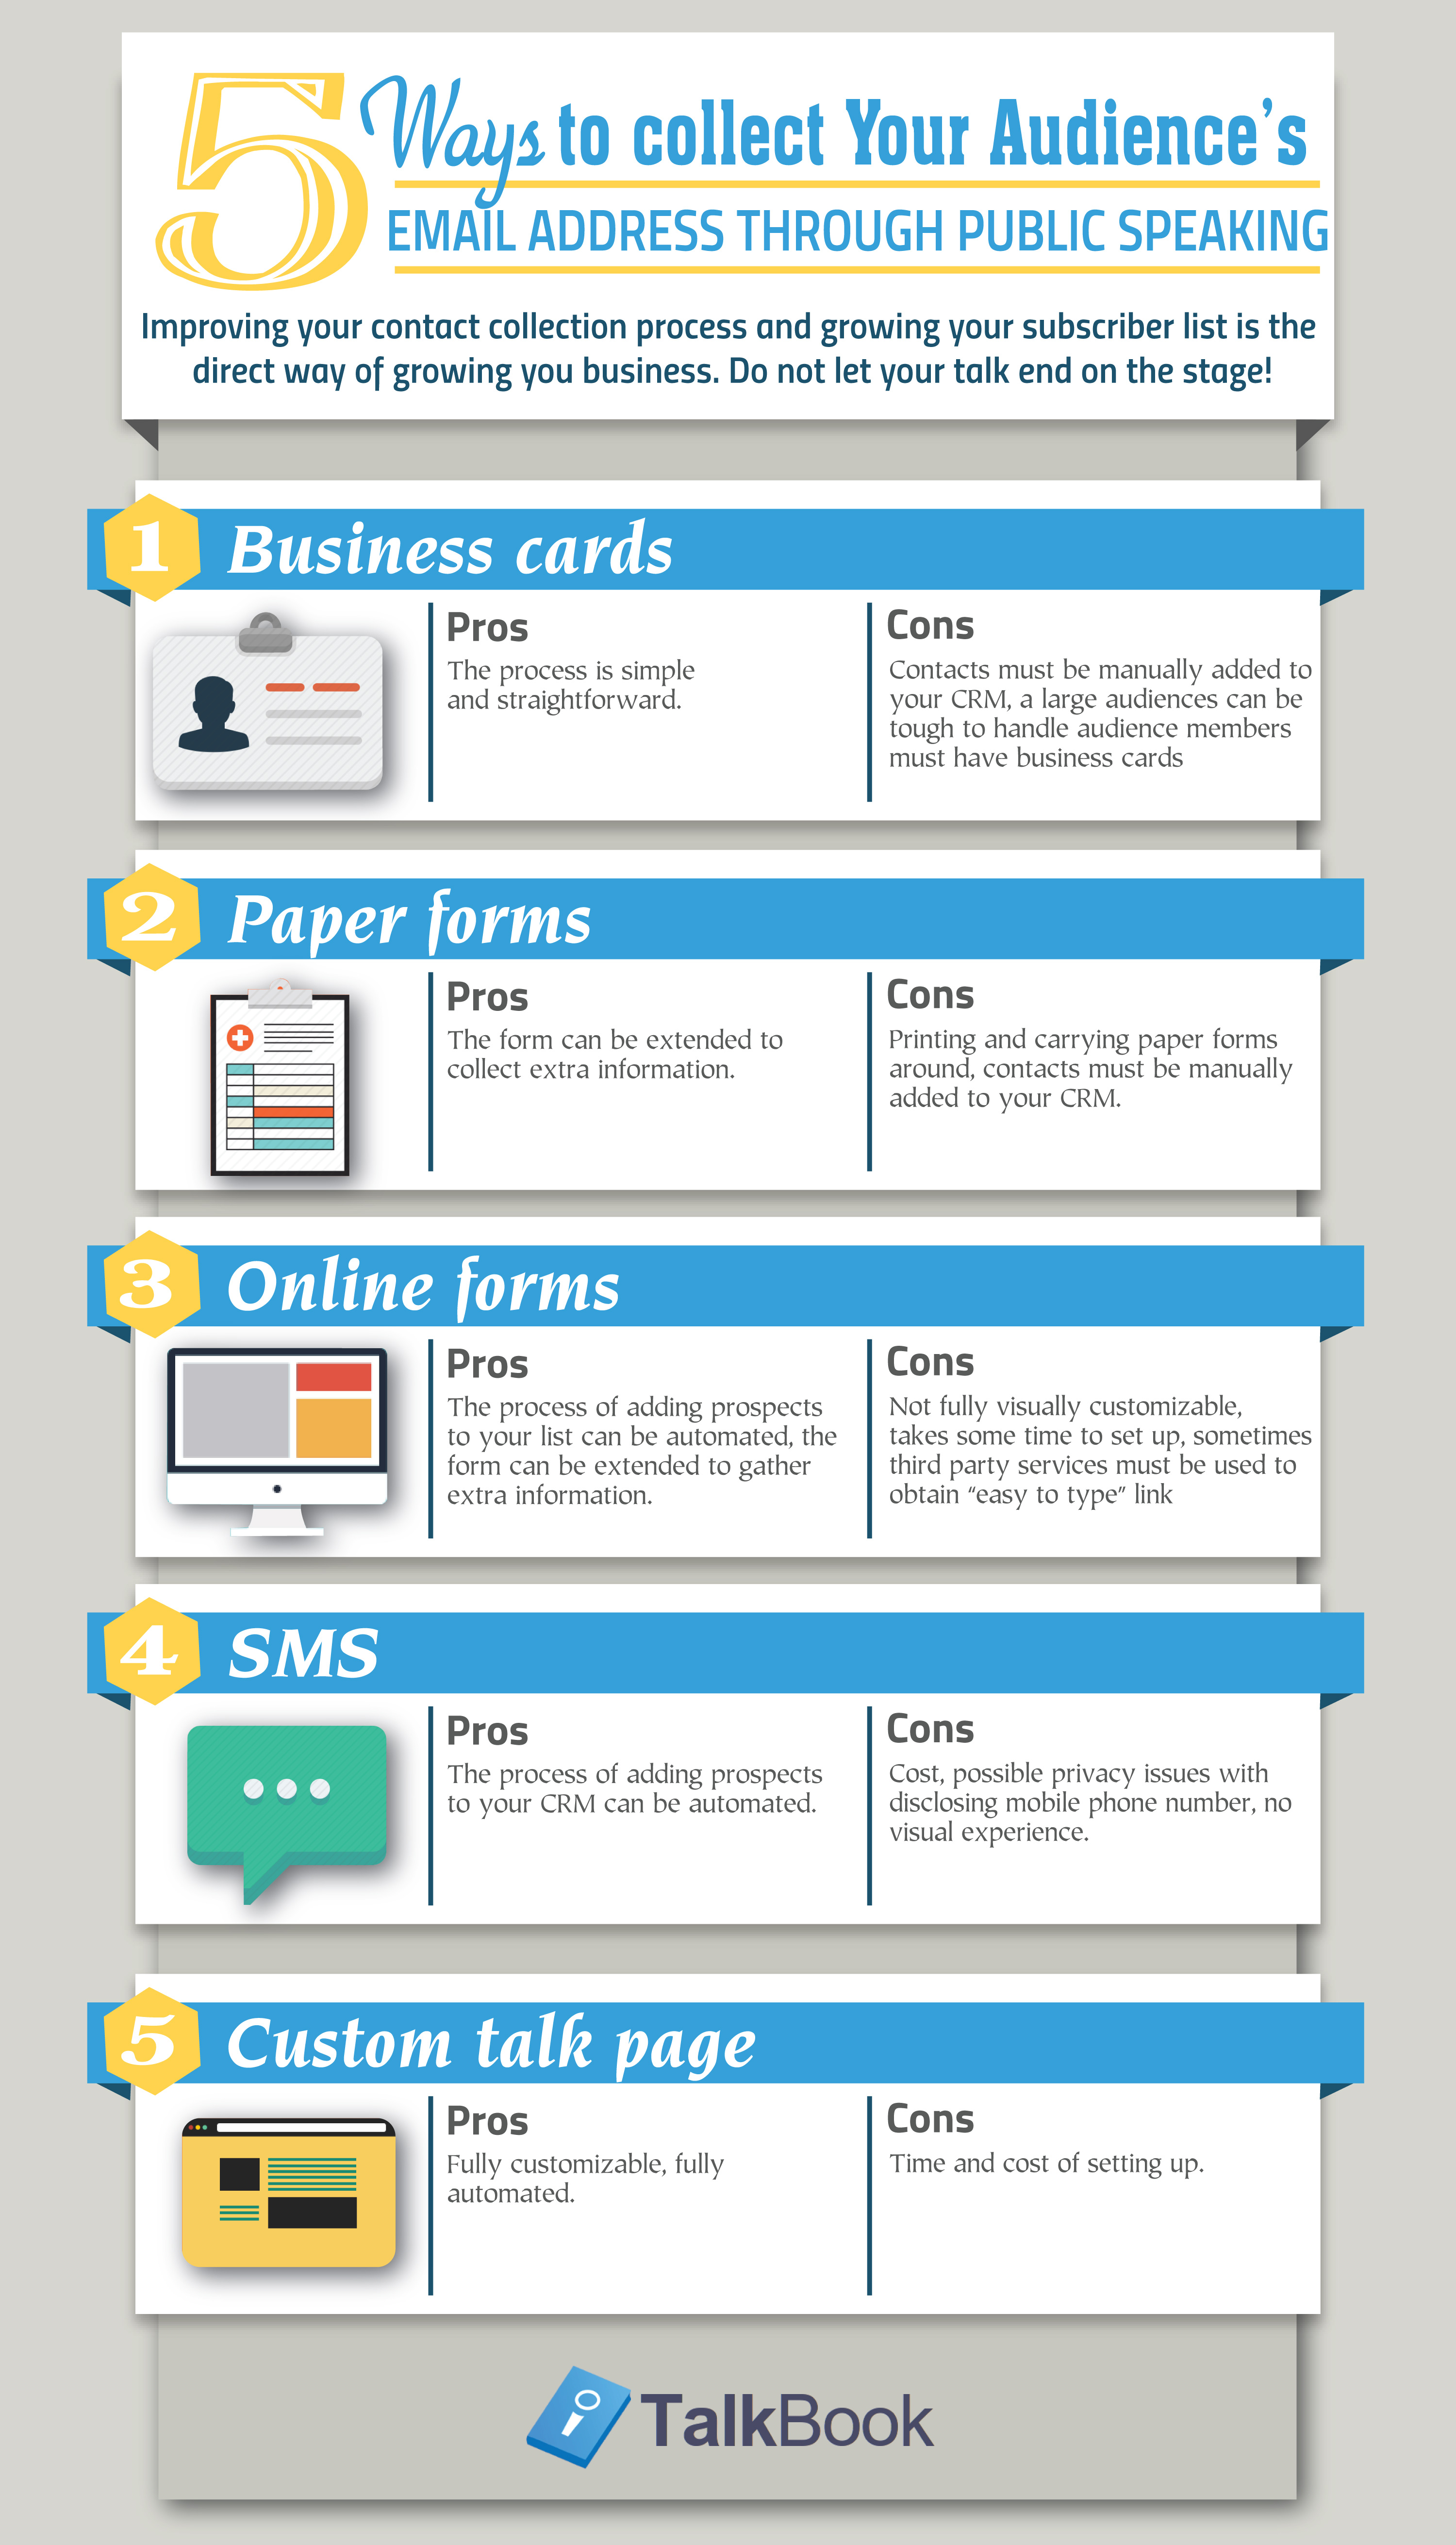 5 Ways to collect Your Audience's
EMAIL ADDRESS THROUGH PUBLIC SPEAKING
Improving your contact collection process and growing your subscriber list is the
direct way of growing you business. Do not let your talk end on the stage!
1 Business cards
Pros
The process is simple
and straightforward.
Cons
Contacts must be manually added to
your CRM, a large audiences can be
tough to handle audience members
must have business cards
2 Paper forms
Pros
The form can be extended to
collect extra information.
Cons
Printing and carrying paper forms
around, contacts must be manually
added to your CRM.
3 Online forms
Pros
The process of adding prospects
to your list can be automated, the
form can be extended to gather
extra information.
Cons
Not fully visually customizable,
takes some time to set up, sometimes
third party services must be used to
obtain “easy to type” link
4 SMS
Pros
The process of adding prospects
to your CRM can be automated.
Cons
Cost, possible privacy issues with
disclosing mobile phone number, no
visual experience.
5 Custom talk page
Pros
Fully customizable, fully
automated.
Cons
Time and cost of setting up.
TalkBook